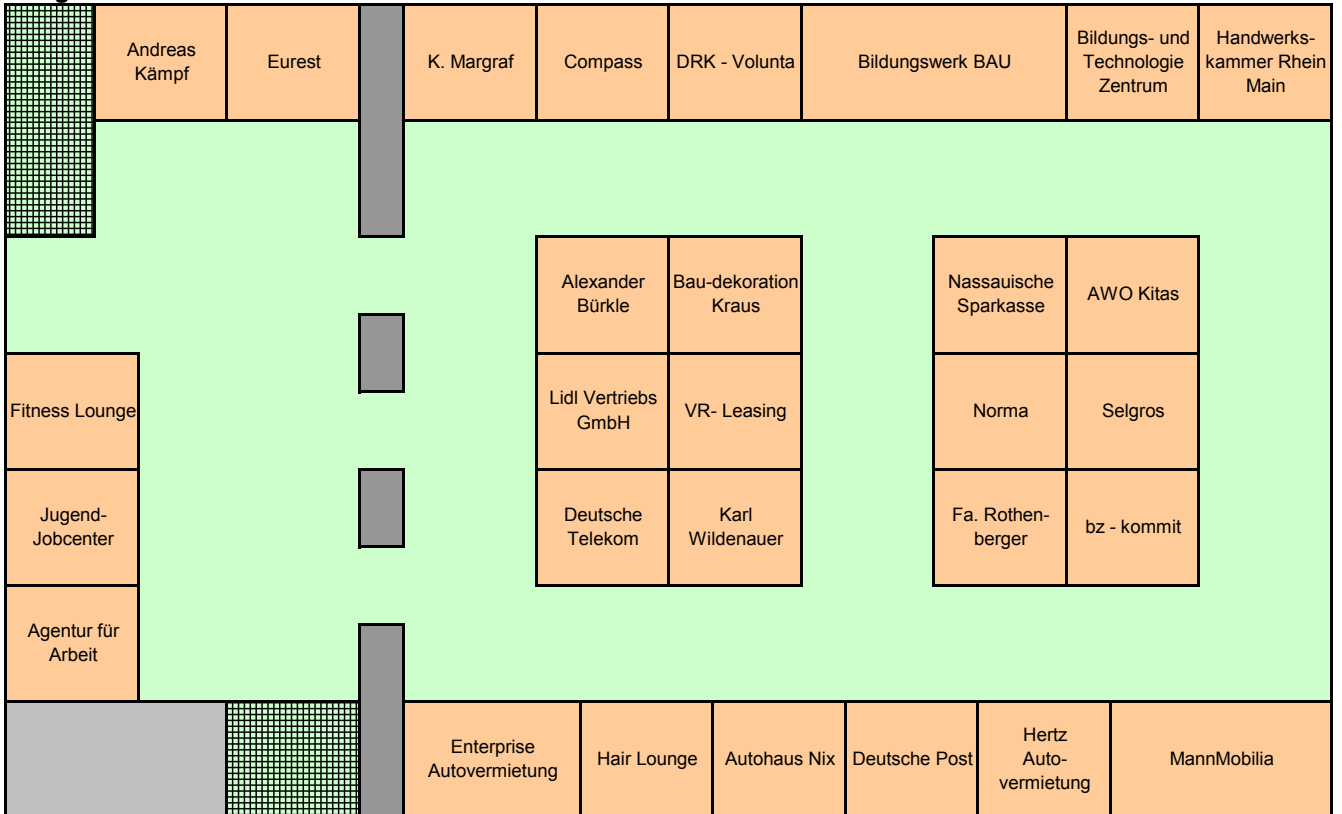 Andreas
Kämpf
Eurest
K. Margraf
Compass
DRK - Volunta
Bildungswerk BAU
Bildungs- und
Technologie
Zentrum
Handwerks-
kammer Rhein
Main
Alexander
Bürkle
Bau-dekoration
Kraus
Nassauische
Sparkasse
AWO Kitas
Fitness Lounge
Lidl Vertriebs
GmbH
VR- Leasing
Norma
Selgros
Jugend-
Jobcenter
Deutsche
Telekom
Karl
Wildenauer
Fa. Rothen-
berger
bz - kommit
Agentur für
Arbeit
Enterprise
Autovermietung
Hair Lounge
Autohaus Nix
Deutsche Post
Hertz
Auto-
vermietung
MannMobilia